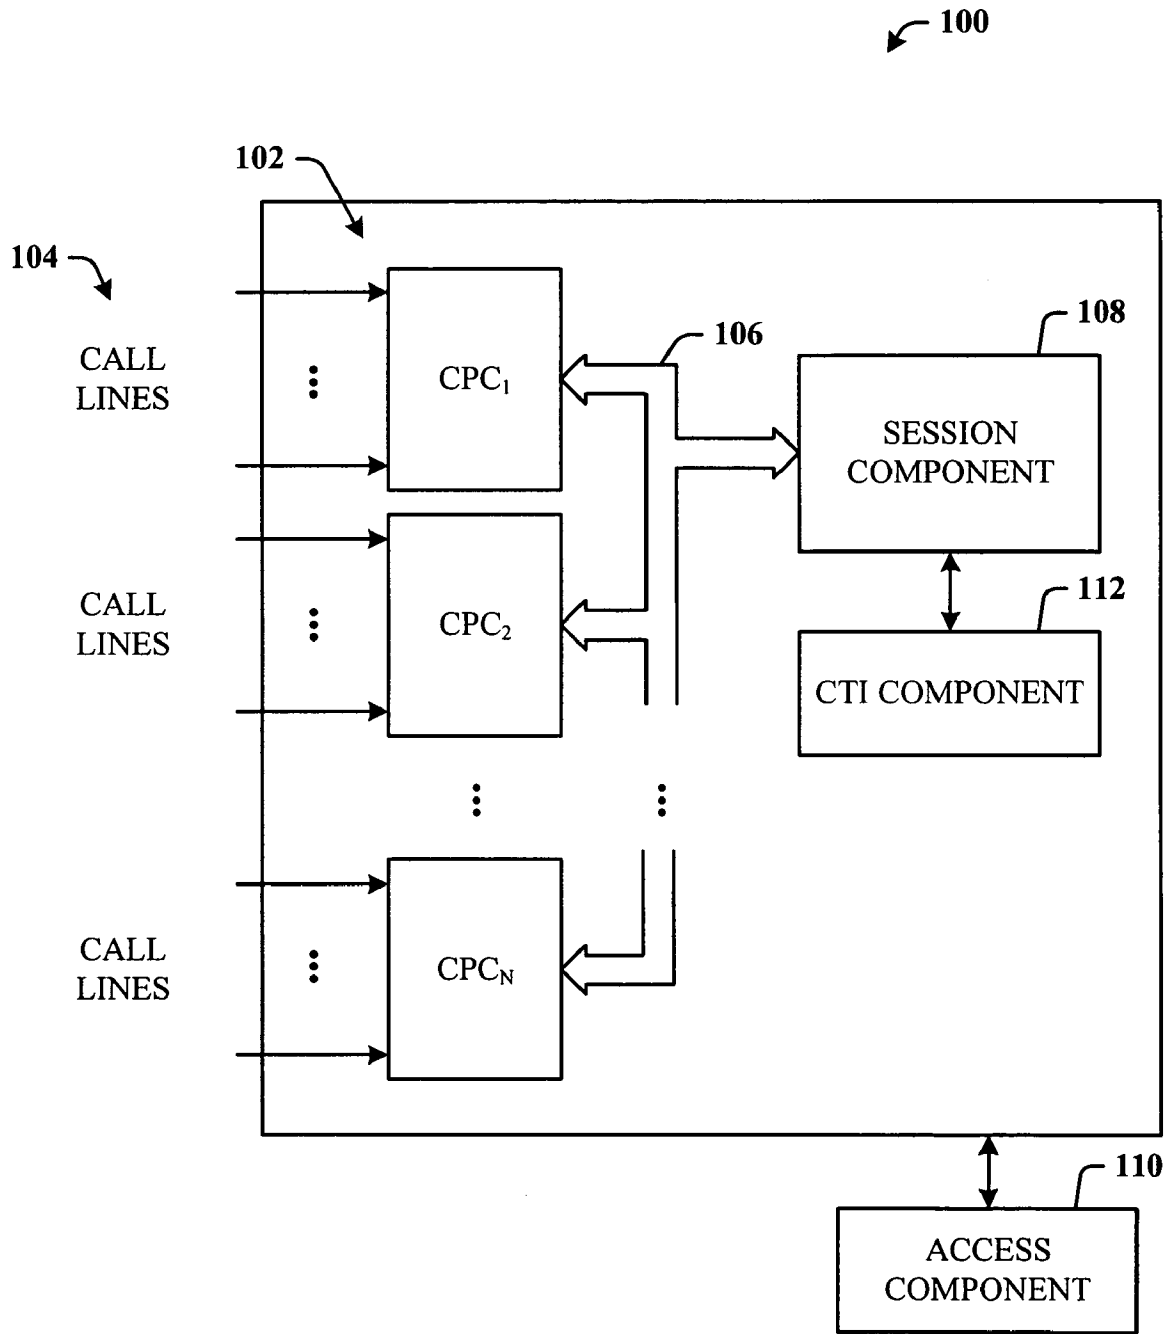 100
102
104
CALL
LINES
CPC₁
106
108
SESSION
COMPONENT
CALL
LINES
CPC₂
112
CTI COMPONENT
CALL
LINES
CPC_N
110
ACCESS
COMPONENT